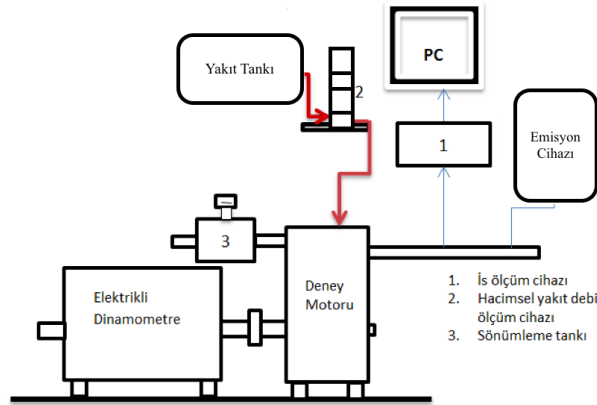 Yakıt Tankı
2
PC
1
Emisyon
Cihazı
3
Elektrikli
Dinamometre
Deney
Motoru
1. İs ölçüm cihazı
2. Hacimsel yakıt debi
ölçüm cihazı
3. Sönümleme tankı